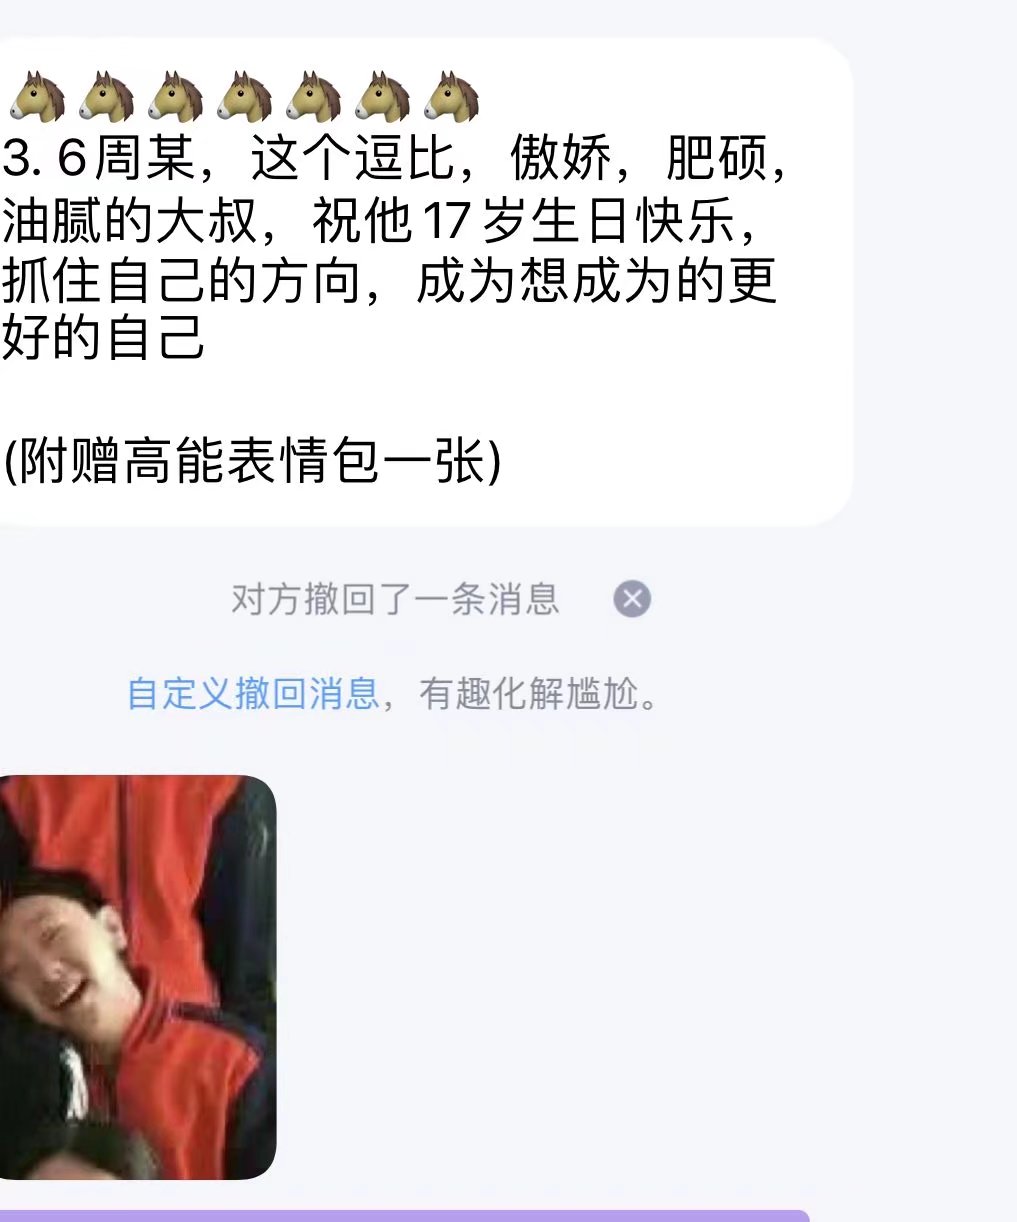 🐴🐴🐴🐴🐴🐴🐴
3. 6周某，这个逗比，傲娇，肥硕，
油腻的大叔，祝他17岁生日快乐，
抓住自己的方向，成为想成为的更
好的自己
(附赠高能表情包一张)
对方撤回了一条消息
自定义撤回消息，有趣化解尴尬。